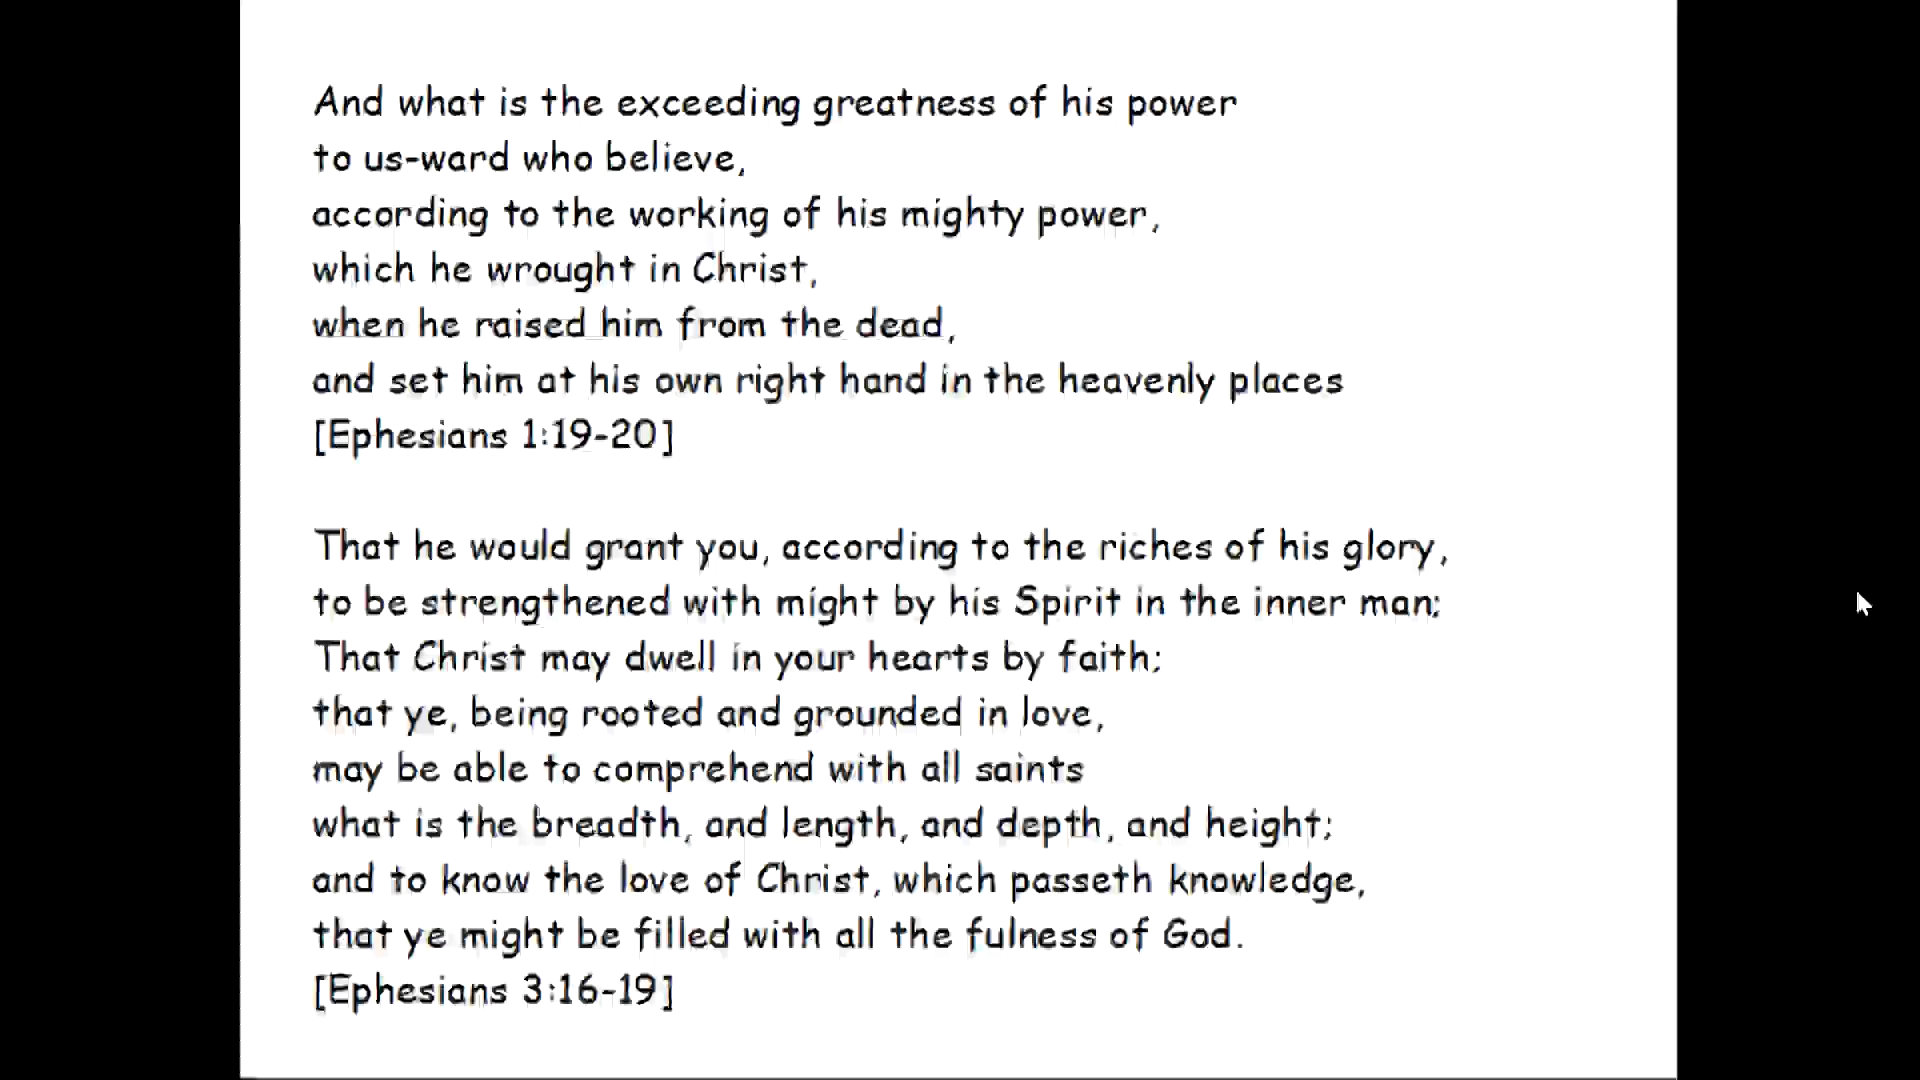 And what is the exceeding greatness of his power
to us-ward who believe,
according to the working of his mighty power,
which he wrought in Christ,
when he raised him from the dead,
and set him at his own right hand in the heavenly places
[Ephesians 1:19-20]
That he would grant you, according to the riches of his glory,
to be strengthened with might by his Spirit in the inner man;
That Christ may dwell in your hearts by faith;
that ye, being rooted and grounded in love,
may be able to comprehend with all saints
what is the breadth, and length, and depth, and height;
and to know the love of Christ, which passeth knowledge,
that ye might be filled with all the fulness of God.
[Ephesians 3:16-19]